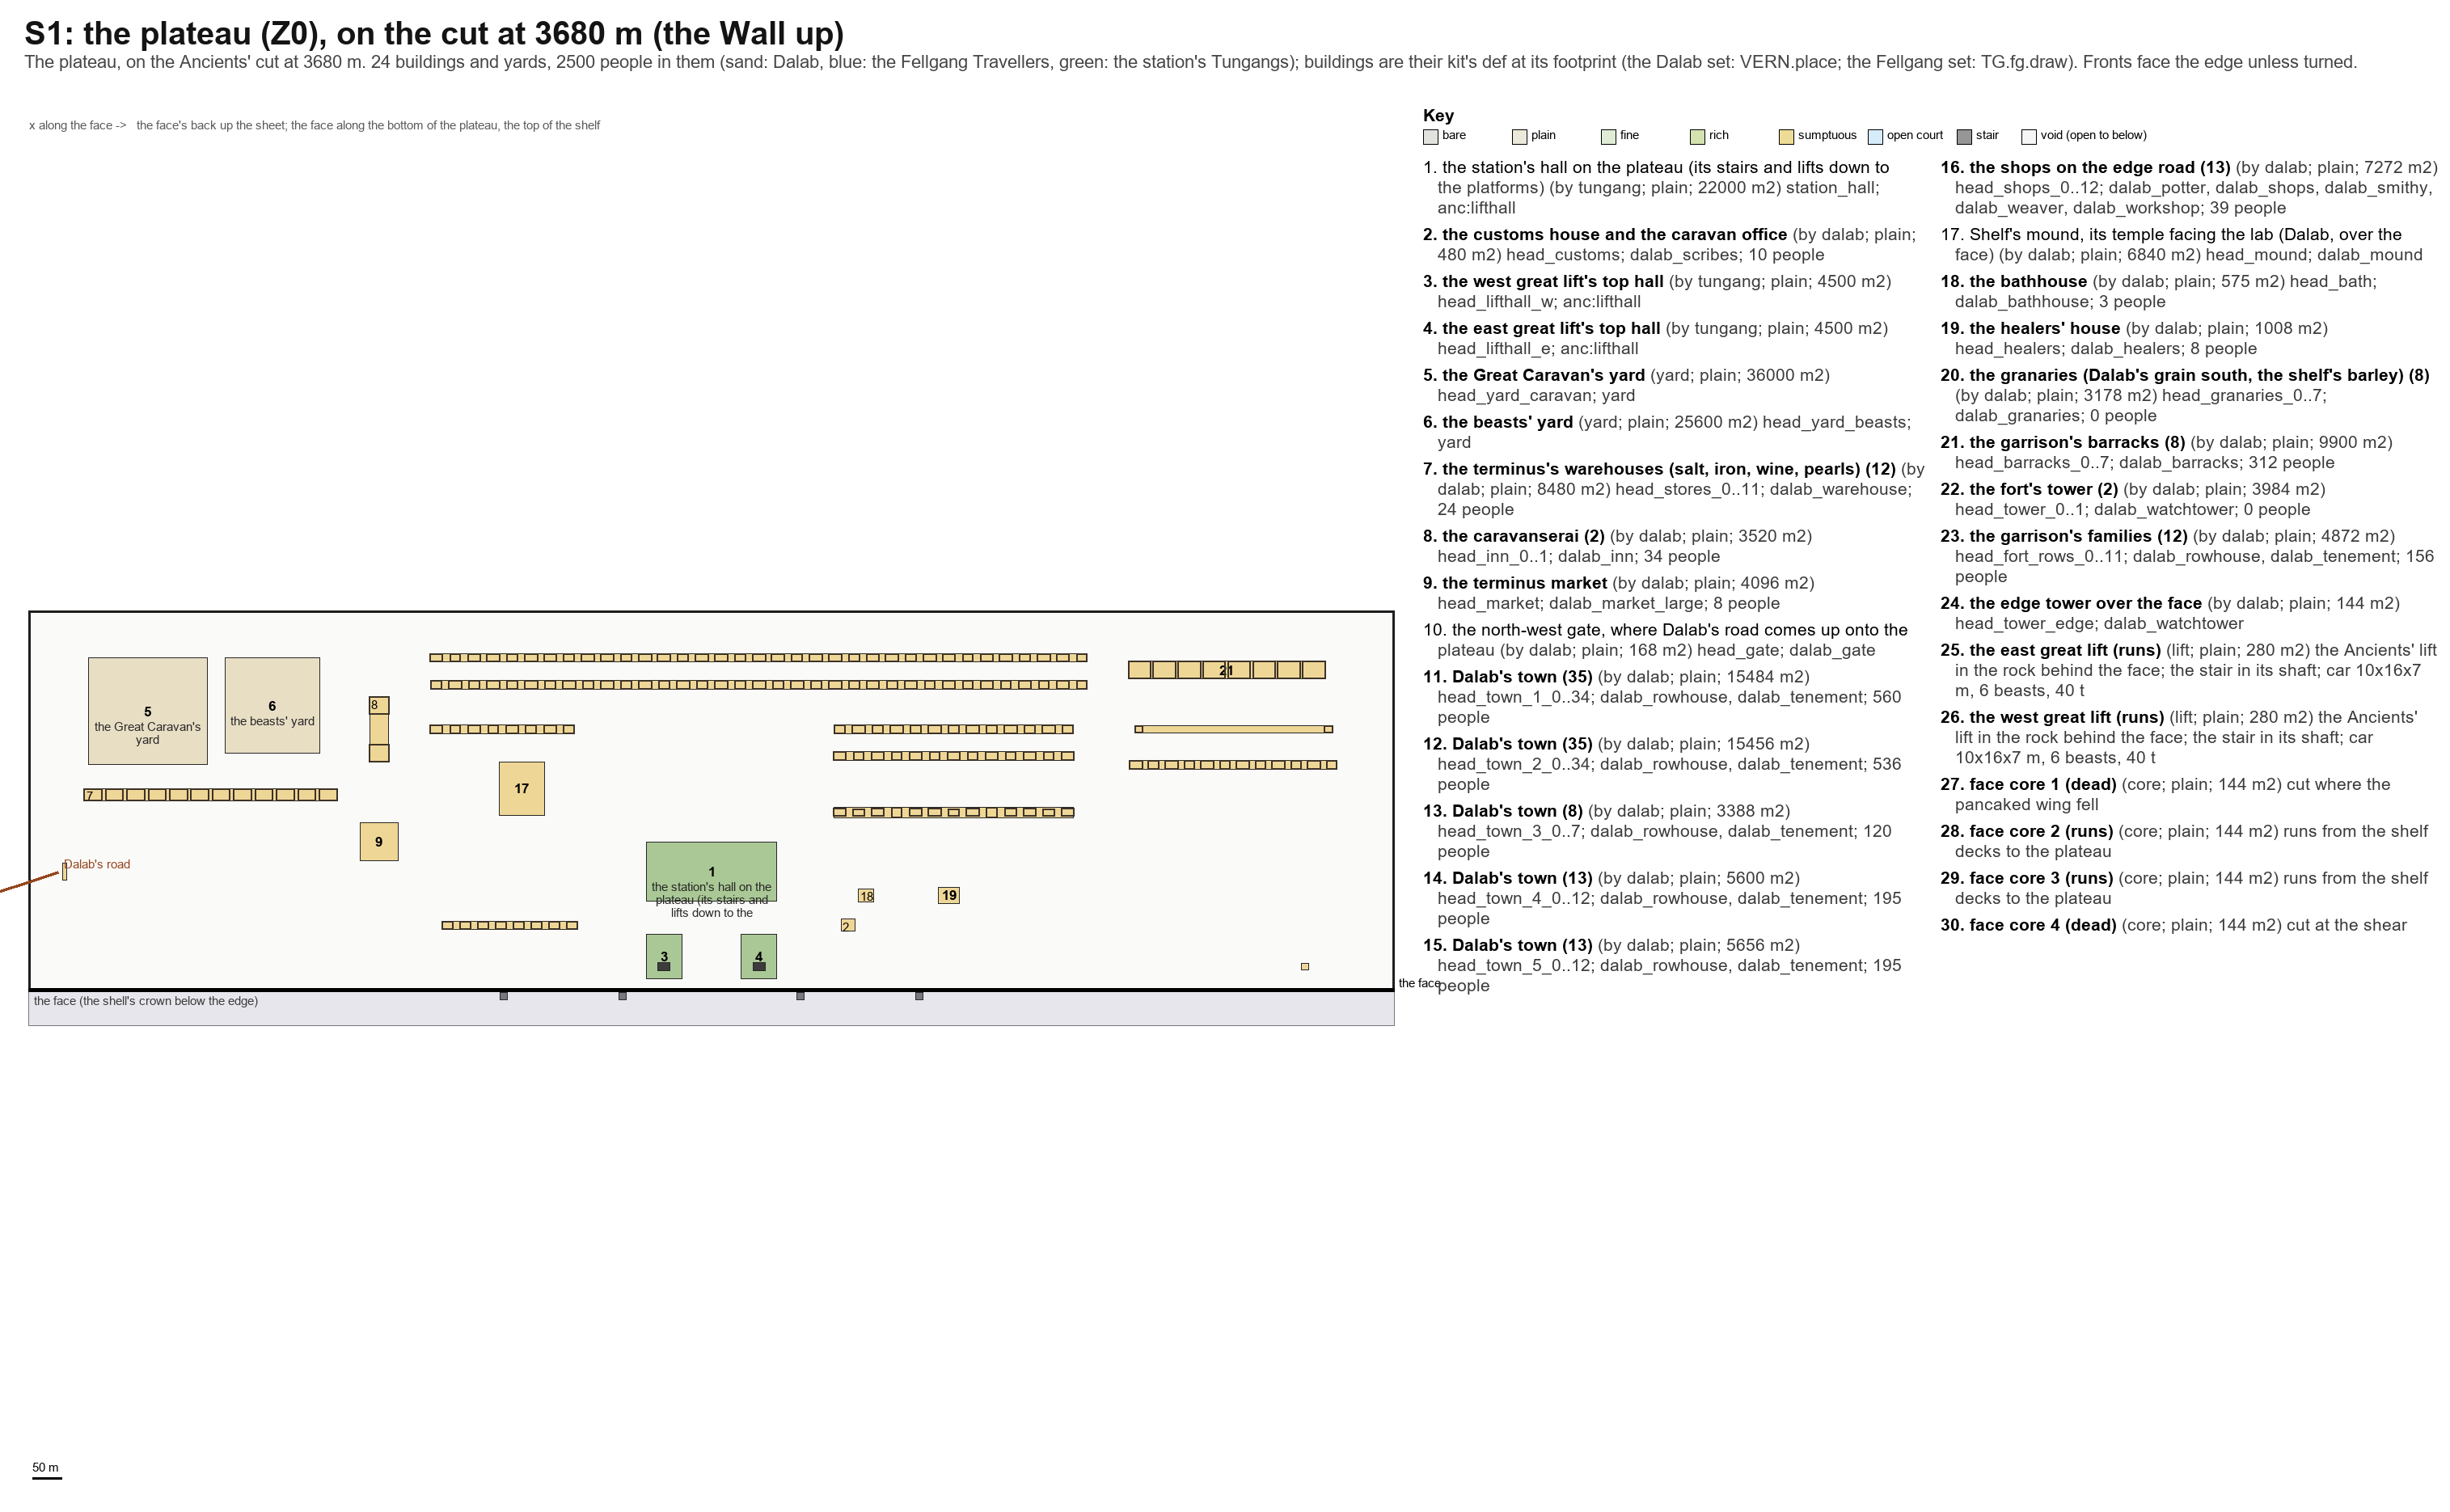 S1: the plateau (Z0), on the cut at 3680 m (the Wall up)
The plateau, on the Ancients' cut at 3680 m. 24 buildings and yards, 2500 people in them (sand: Dalab, blue: the Fellgang Travellers, green: the station's Tungangs); buildings are their kit's def at its footprint (the Dalab set: VERN.place; the Fellgang set: TG.fg.draw). Fronts face the edge unless turned.
x along the face -> the face's back up the sheet; the face along the bottom of the plateau, the top of the shelf
5
the Great Caravan's
yard
6
the beasts' yard
8
21
7
17
9
Dalab's road
1
the station's hall on the
plateau (its stairs and
lifts down to the
18
19
2
3
4
the face
the face (the shell's crown below the edge)
50 m
Key
bare
plain
fine
rich
sumptuous
open court
stair
void (open to below)
1. the station's hall on the plateau (its stairs and lifts down to
the platforms) (by tungang; plain; 22000 m2) station_hall;
anc:lifthall
2. the customs house and the caravan office (by dalab; plain;
480 m2) head_customs; dalab_scribes; 10 people
3. the west great lift's top hall (by tungang; plain; 4500 m2)
head_lifthall_w; anc:lifthall
4. the east great lift's top hall (by tungang; plain; 4500 m2)
head_lifthall_e; anc:lifthall
5. the Great Caravan's yard (yard; plain; 36000 m2)
head_yard_caravan; yard
6. the beasts' yard (yard; plain; 25600 m2) head_yard_beasts;
yard
7. the terminus's warehouses (salt, iron, wine, pearls) (12) (by
dalab; plain; 8480 m2) head_stores_0..11; dalab_warehouse;
24 people
8. the caravanserai (2) (by dalab; plain; 3520 m2)
head_inn_0..1; dalab_inn; 34 people
9. the terminus market (by dalab; plain; 4096 m2)
head_market; dalab_market_large; 8 people
10. the north-west gate, where Dalab's road comes up onto the
plateau (by dalab; plain; 168 m2) head_gate; dalab_gate
11. Dalab's town (35) (by dalab; plain; 15484 m2)
head_town_1_0..34; dalab_rowhouse, dalab_tenement; 560
people
12. Dalab's town (35) (by dalab; plain; 15456 m2)
head_town_2_0..34; dalab_rowhouse, dalab_tenement; 536
people
13. Dalab's town (8) (by dalab; plain; 3388 m2)
head_town_3_0..7; dalab_rowhouse, dalab_tenement; 120
people
14. Dalab's town (13) (by dalab; plain; 5600 m2)
head_town_4_0..12; dalab_rowhouse, dalab_tenement; 195
people
15. Dalab's town (13) (by dalab; plain; 5656 m2)
head_town_5_0..12; dalab_rowhouse, dalab_tenement; 195
people
16. the shops on the edge road (13) (by dalab; plain; 7272 m2)
head_shops_0..12; dalab_potter, dalab_shops, dalab_smithy,
dalab_weaver, dalab_workshop; 39 people
17. Shelf's mound, its temple facing the lab (Dalab, over the
face) (by dalab; plain; 6840 m2) head_mound; dalab_mound
18. the bathhouse (by dalab; plain; 575 m2) head_bath;
dalab_bathhouse; 3 people
19. the healers' house (by dalab; plain; 1008 m2)
head_healers; dalab_healers; 8 people
20. the granaries (Dalab's grain south, the shelf's barley) (8)
(by dalab; plain; 3178 m2) head_granaries_0..7;
dalab_granaries; 0 people
21. the garrison's barracks (8) (by dalab; plain; 9900 m2)
head_barracks_0..7; dalab_barracks; 312 people
22. the fort's tower (2) (by dalab; plain; 3984 m2)
head_tower_0..1; dalab_watchtower; 0 people
23. the garrison's families (12) (by dalab; plain; 4872 m2)
head_fort_rows_0..11; dalab_rowhouse, dalab_tenement; 156
people
24. the edge tower over the face (by dalab; plain; 144 m2)
head_tower_edge; dalab_watchtower
25. the east great lift (runs) (lift; plain; 280 m2) the Ancients' lift
in the rock behind the face; the stair in its shaft; car 10x16x7
m, 6 beasts, 40 t
26. the west great lift (runs) (lift; plain; 280 m2) the Ancients'
lift in the rock behind the face; the stair in its shaft; car
10x16x7 m, 6 beasts, 40 t
27. face core 1 (dead) (core; plain; 144 m2) cut where the
pancaked wing fell
28. face core 2 (runs) (core; plain; 144 m2) runs from the shelf
decks to the plateau
29. face core 3 (runs) (core; plain; 144 m2) runs from the shelf
decks to the plateau
30. face core 4 (dead) (core; plain; 144 m2) cut at the shear